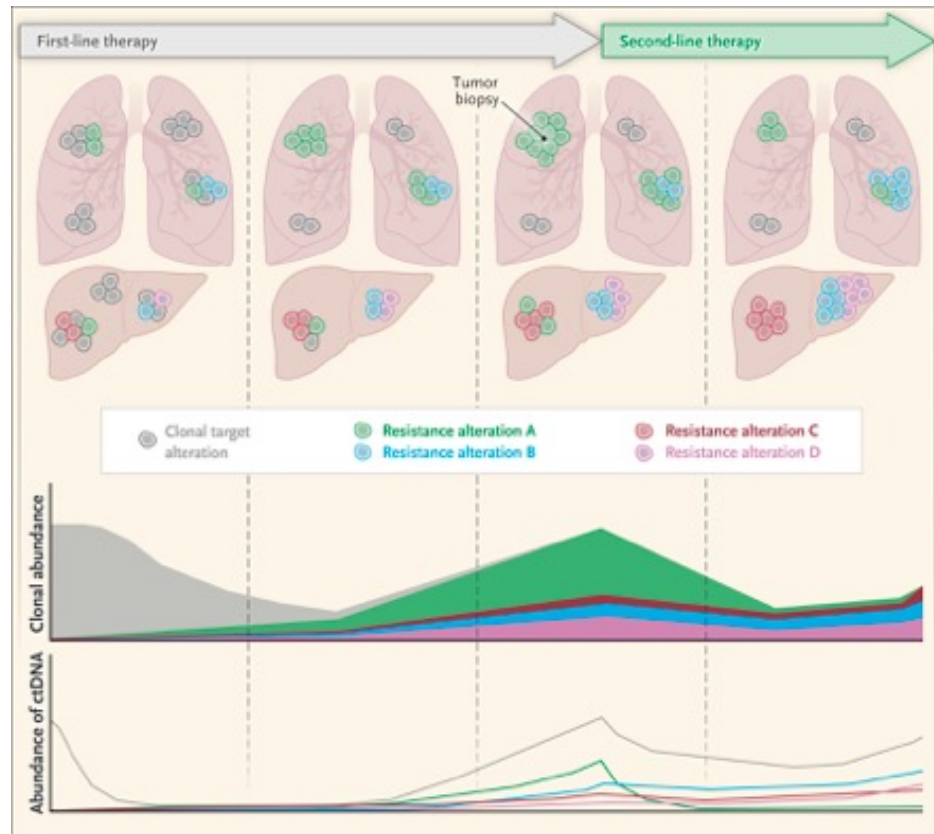 First-line therapy
Second-line therapy
Tumor
biopsy
Clonal target
alteration
Resistance alteration A
Resistance alteration B
Resistance alteration C
Resistance alteration D
Clonal abundance
Abundance of ctDNA